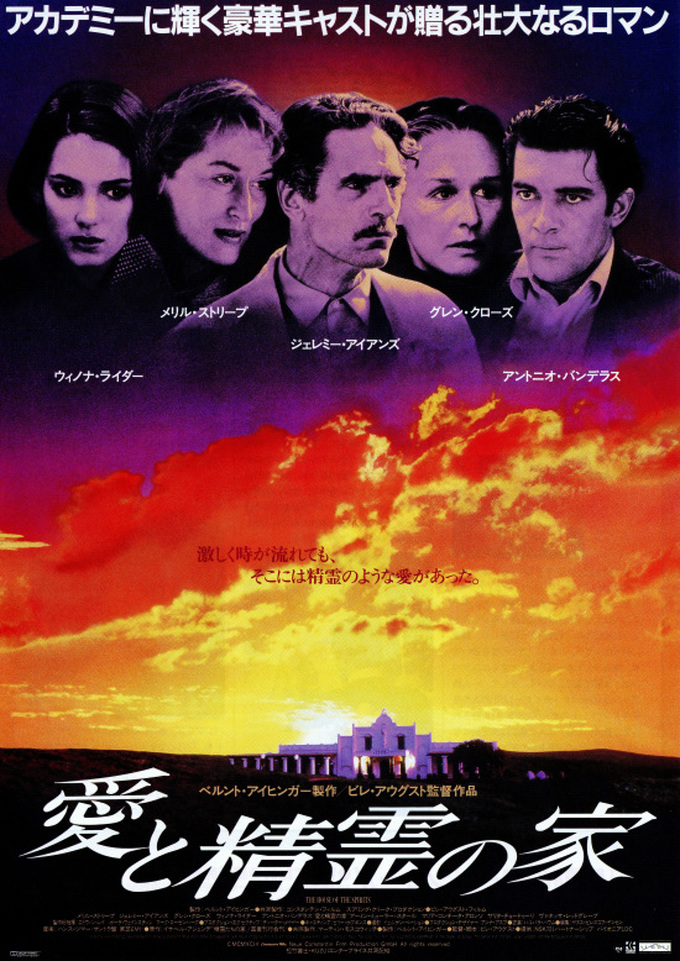 アカデミーに輝く豪華キャストが贈る壮大なるロマン
メリル・ストリープ
グレン・クローズ
ジェレミー・アイアンズ
ウィノナ・ライダー
アントニオ・バンデラス
激しく時が流れても、
そこには精霊のような愛があった。
ベルント・アイヒンガー製作／ビレ・アウグスト監督作品
愛と精霊の家
THE HOUSE OF THE SPIRITS